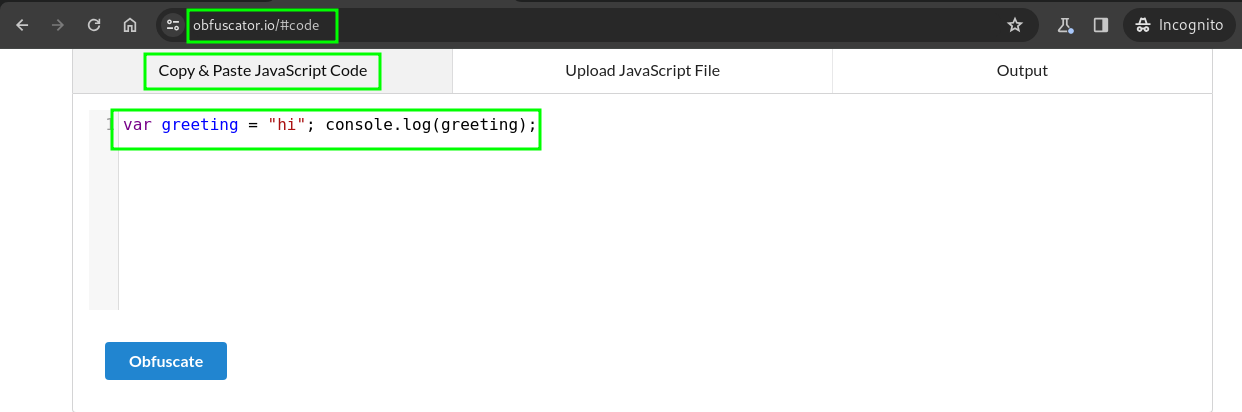 obfuscator.io/#code
Incognito
Copy & Paste JavaScript Code
Upload JavaScript File
Output
1 var greeting = "hi"; console.log(greeting);
Obfuscate